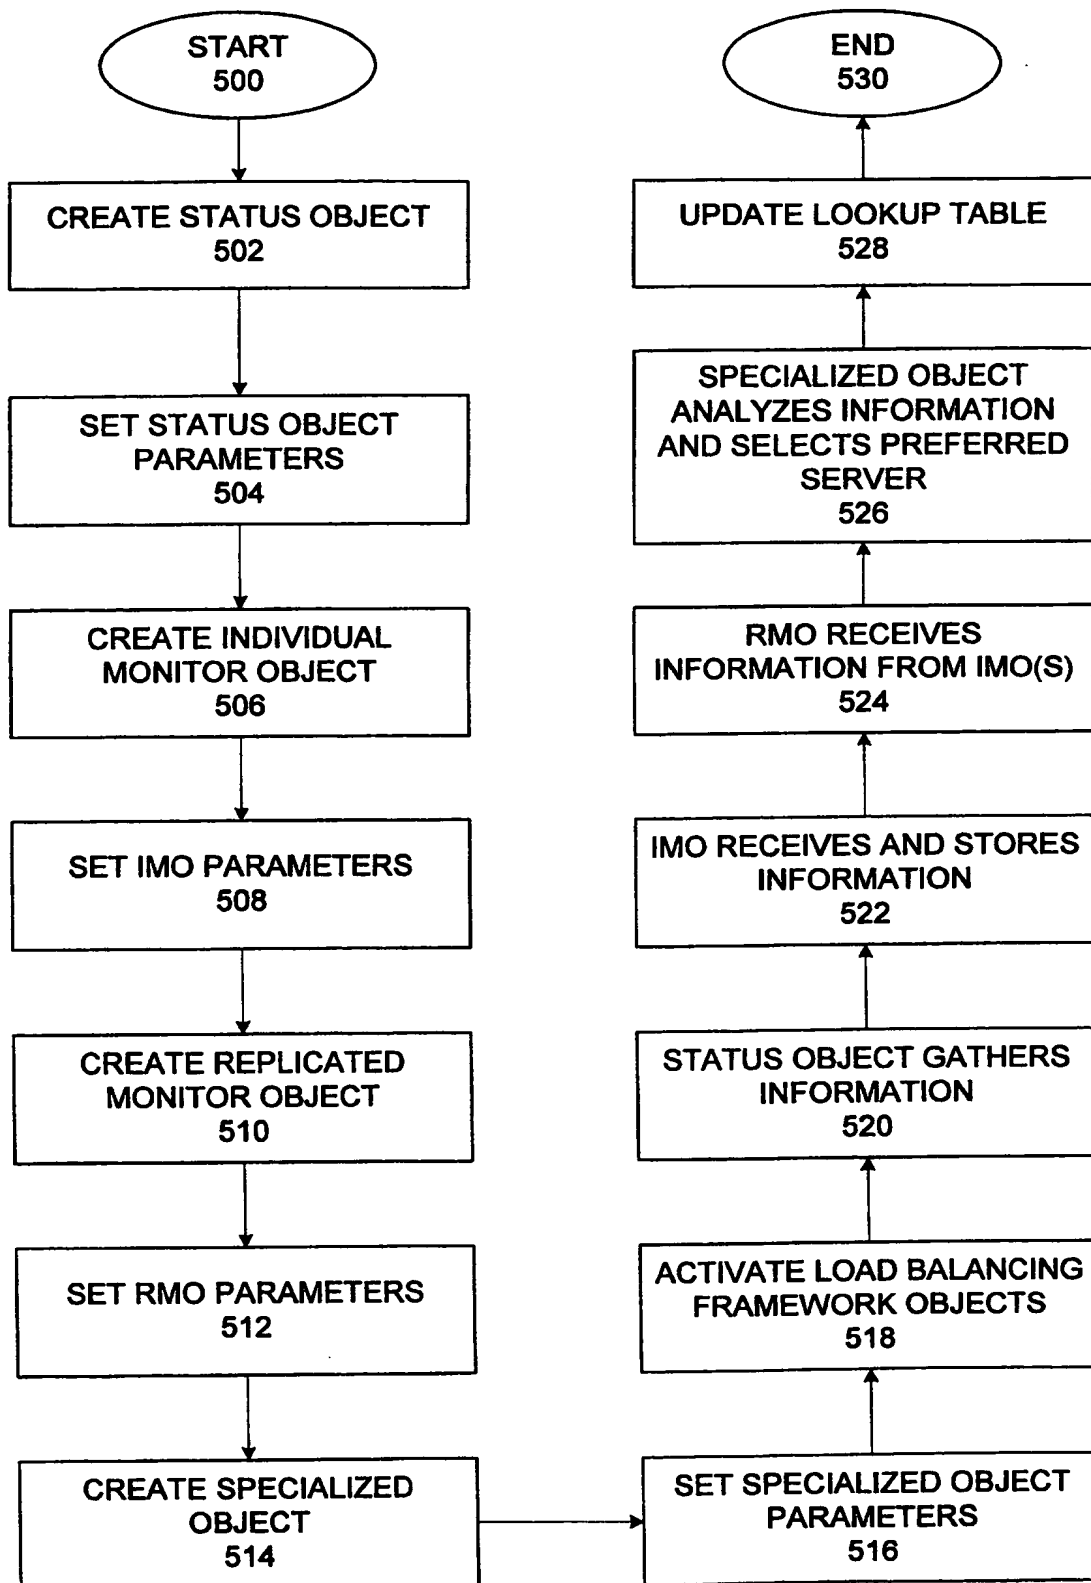 START
500
CREATE STATUS OBJECT
502
SET STATUS OBJECT
PARAMETERS
504
CREATE INDIVIDUAL
MONITOR OBJECT
506
SET IMO PARAMETERS
508
CREATE REPLICATED
MONITOR OBJECT
510
SET RMO PARAMETERS
512
CREATE SPECIALIZED
OBJECT
514
SET SPECIALIZED OBJECT
PARAMETERS
516
ACTIVATE LOAD BALANCING
FRAMEWORK OBJECTS
518
STATUS OBJECT GATHERS
INFORMATION
520
IMO RECEIVES AND STORES
INFORMATION
522
RMO RECEIVES
INFORMATION FROM IMO(S)
524
SPECIALIZED OBJECT
ANALYZES INFORMATION
AND SELECTS PREFERRED
SERVER
526
UPDATE LOOKUP TABLE
528
END
530